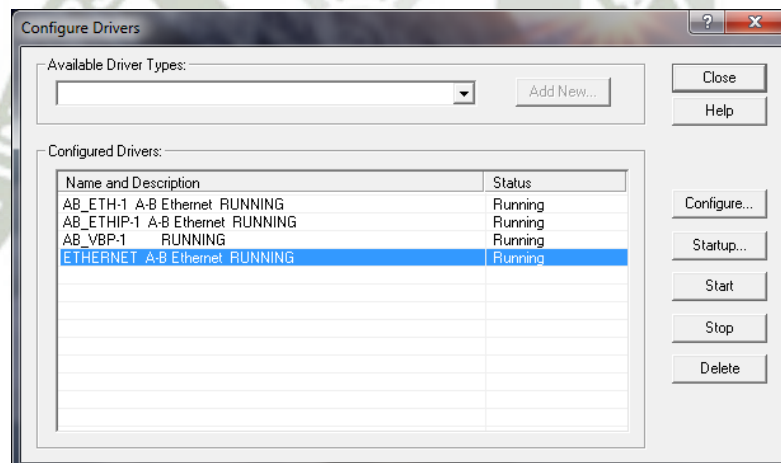 Configure Drivers
Available Driver Types:
Add New...
Close
Help
Configured Drivers:
Name and Description Status
AB_ETH-1 A-B Ethernet RUNNING Running
AB_ETHIP-1 A-B Ethernet RUNNING Running
AB_VBP-1 RUNNING Running
ETHERNET A-B Ethernet RUNNING Running
Configure...
Startup...
Start
Stop
Delete